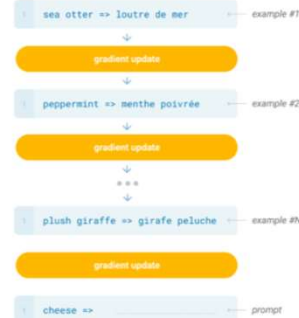 1 sea otter => loutre de mer example #1
gradient update
1 peppermint => menthe poivrée example #2
gradient update
1 plush giraffe => girafe peluche example #N
gradient update
1 cheese => prompt